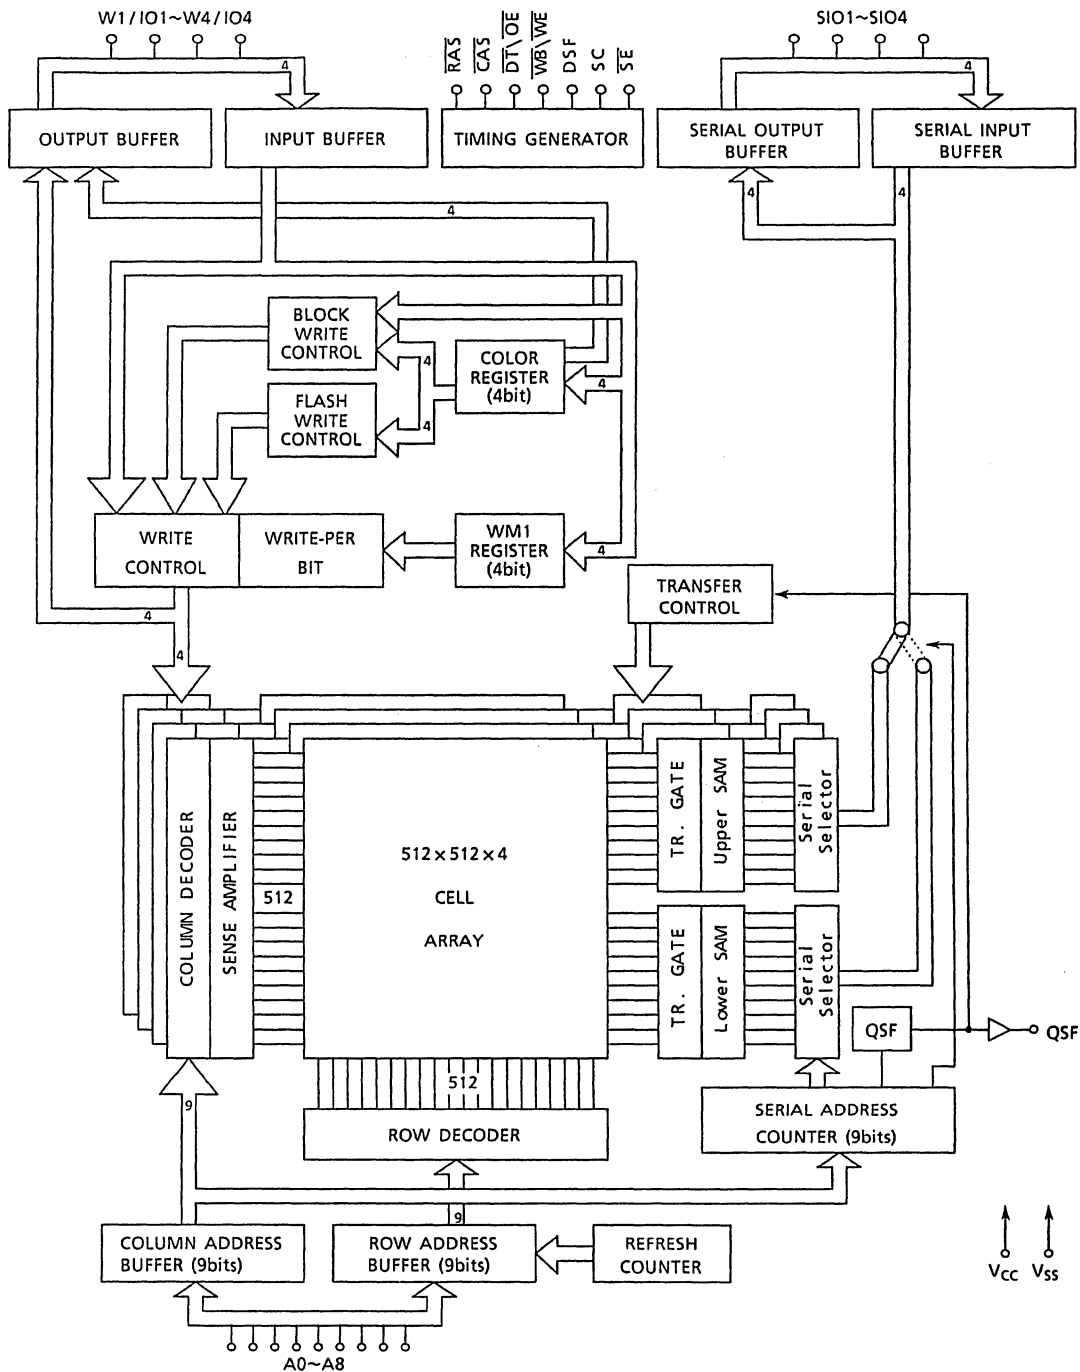 W1/IO1~W4/IO4
SIO1~SIO4
RAS
CAS
DT\OE
WB\WE
DSF
SC
SE
4
4
OUTPUT BUFFER
INPUT BUFFER
TIMING GENERATOR
SERIAL OUTPUT
BUFFER
SERIAL INPUT
BUFFER
4
4
4
BLOCK
WRITE
CONTROL
4
COLOR
REGISTER
(4bit)
4
FLASH
WRITE
CONTROL
4
WRITE
CONTROL
WRITE-PER
BIT
WM1
REGISTER
(4bit)
4
TRANSFER
CONTROL
4
4
COLUMN DECODER
SENSE AMPLIFIER
512
512×512×4
CELL
ARRAY
TR. GATE
Upper SAM
Serial
Selector
TR. GATE
Lower SAM
Serial
Selector
QSF
QSF
512
9
ROW DECODER
SERIAL ADDRESS
COUNTER (9bits)
9
COLUMN ADDRESS
BUFFER (9bits)
ROW ADDRESS
BUFFER (9bits)
REFRESH
COUNTER
VCC
VSS
A0~A8